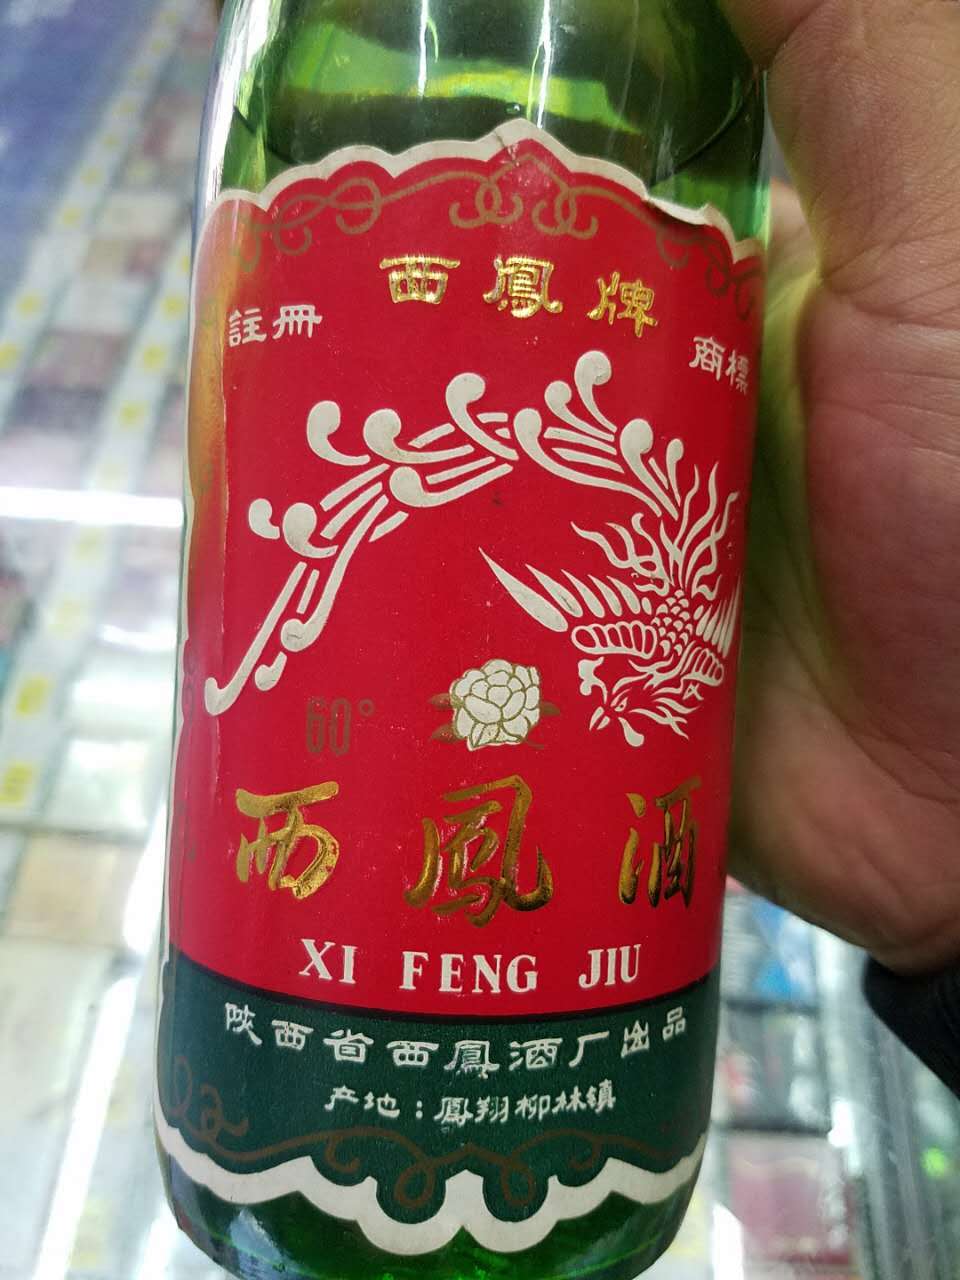 西鳳牌
註冊 商標
60°
西鳳酒
XI FENG JIU
陕西省西鳳酒厂出品
产地：鳳翔柳林镇